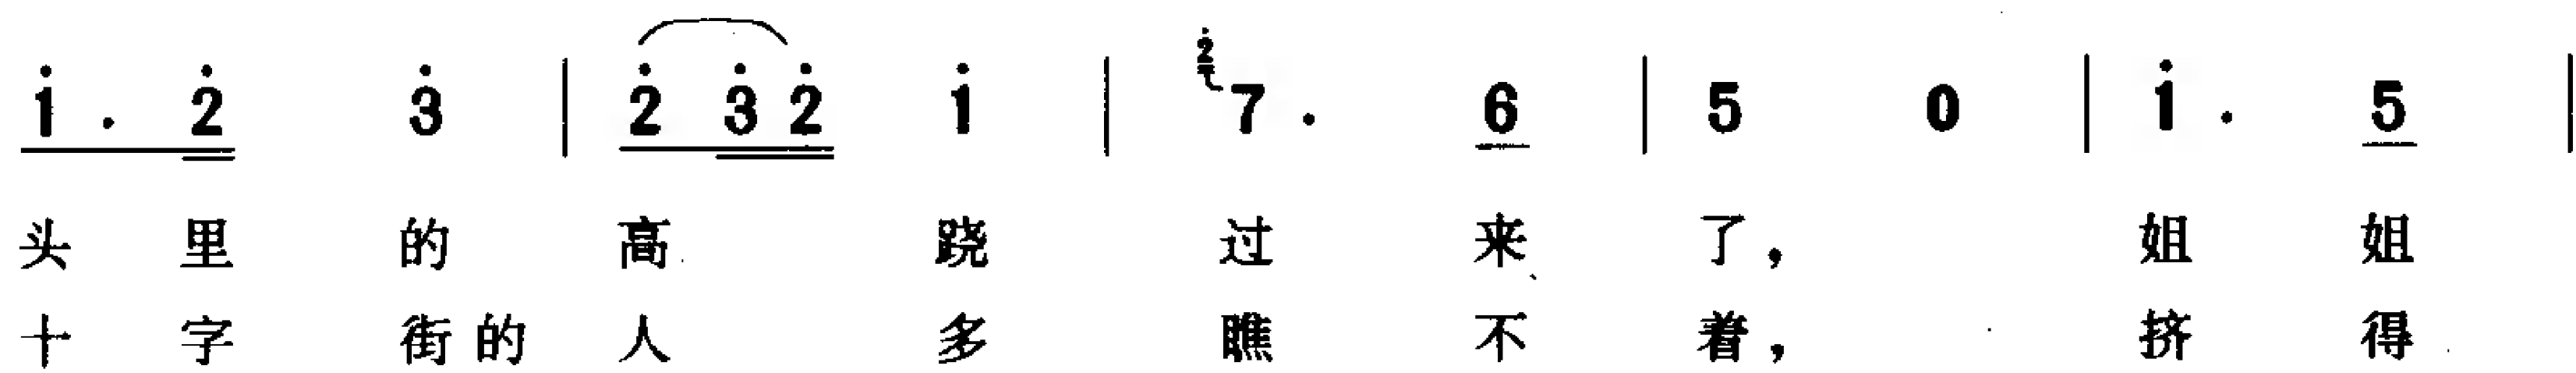 1̇ . 2̇ 3̇ | 2̇ 3̇ 2̇ 1̇ | 2̇ 7 . 6 | 5 0 | 1̇ . 5 |
头里的高跷过来了，姐姐
十字街的人多瞧不着，挤得